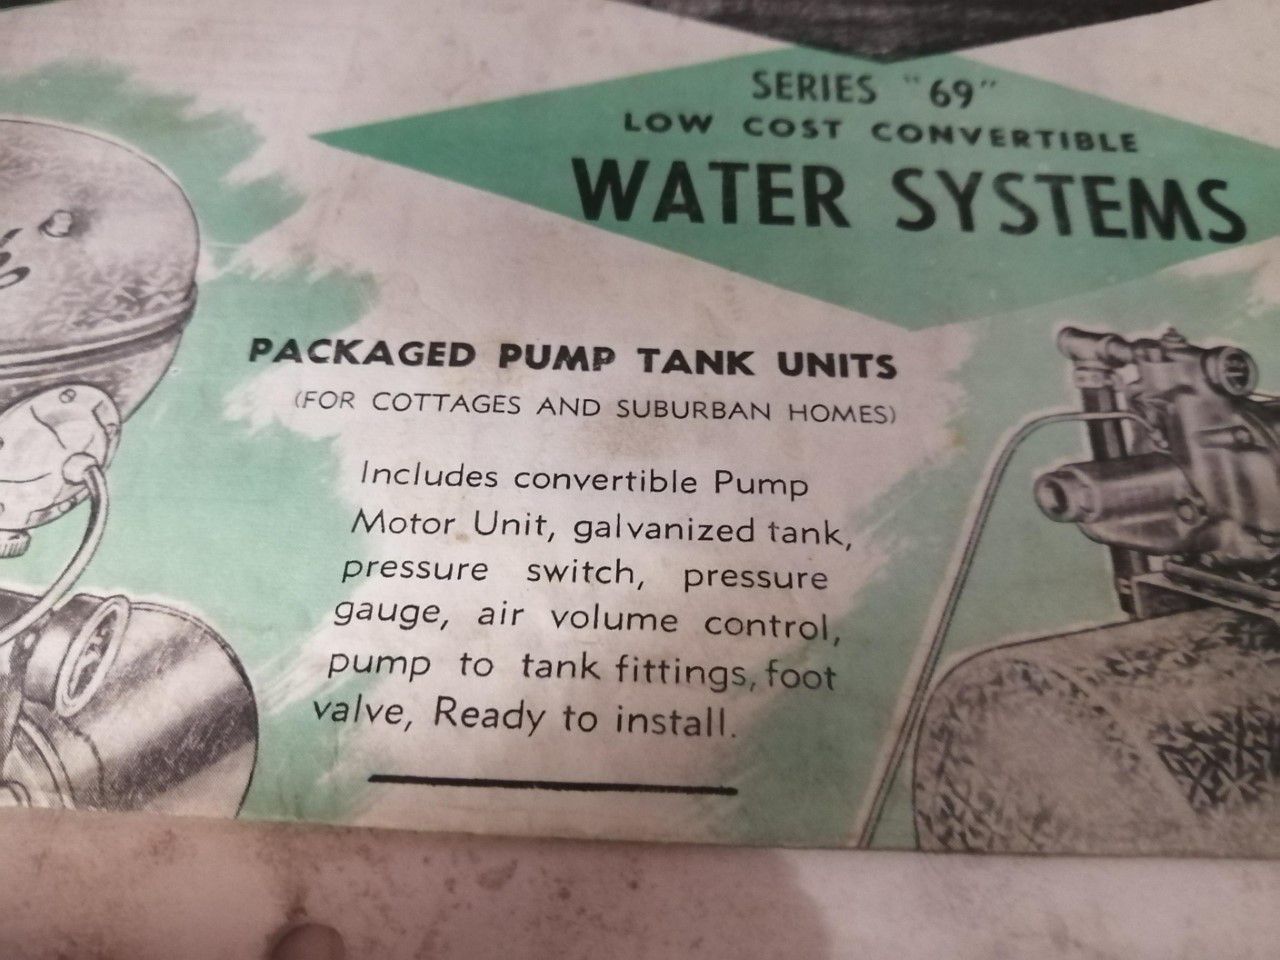 SERIES "69"
LOW COST CONVERTIBLE
WATER SYSTEMS
PACKAGED PUMP TANK UNITS
(FOR COTTAGES AND SUBURBAN HOMES)
Includes convertible Pump
Motor Unit, galvanized tank,
pressure switch, pressure
gauge, air volume control,
pump to tank fittings, foot
valve, Ready to install.